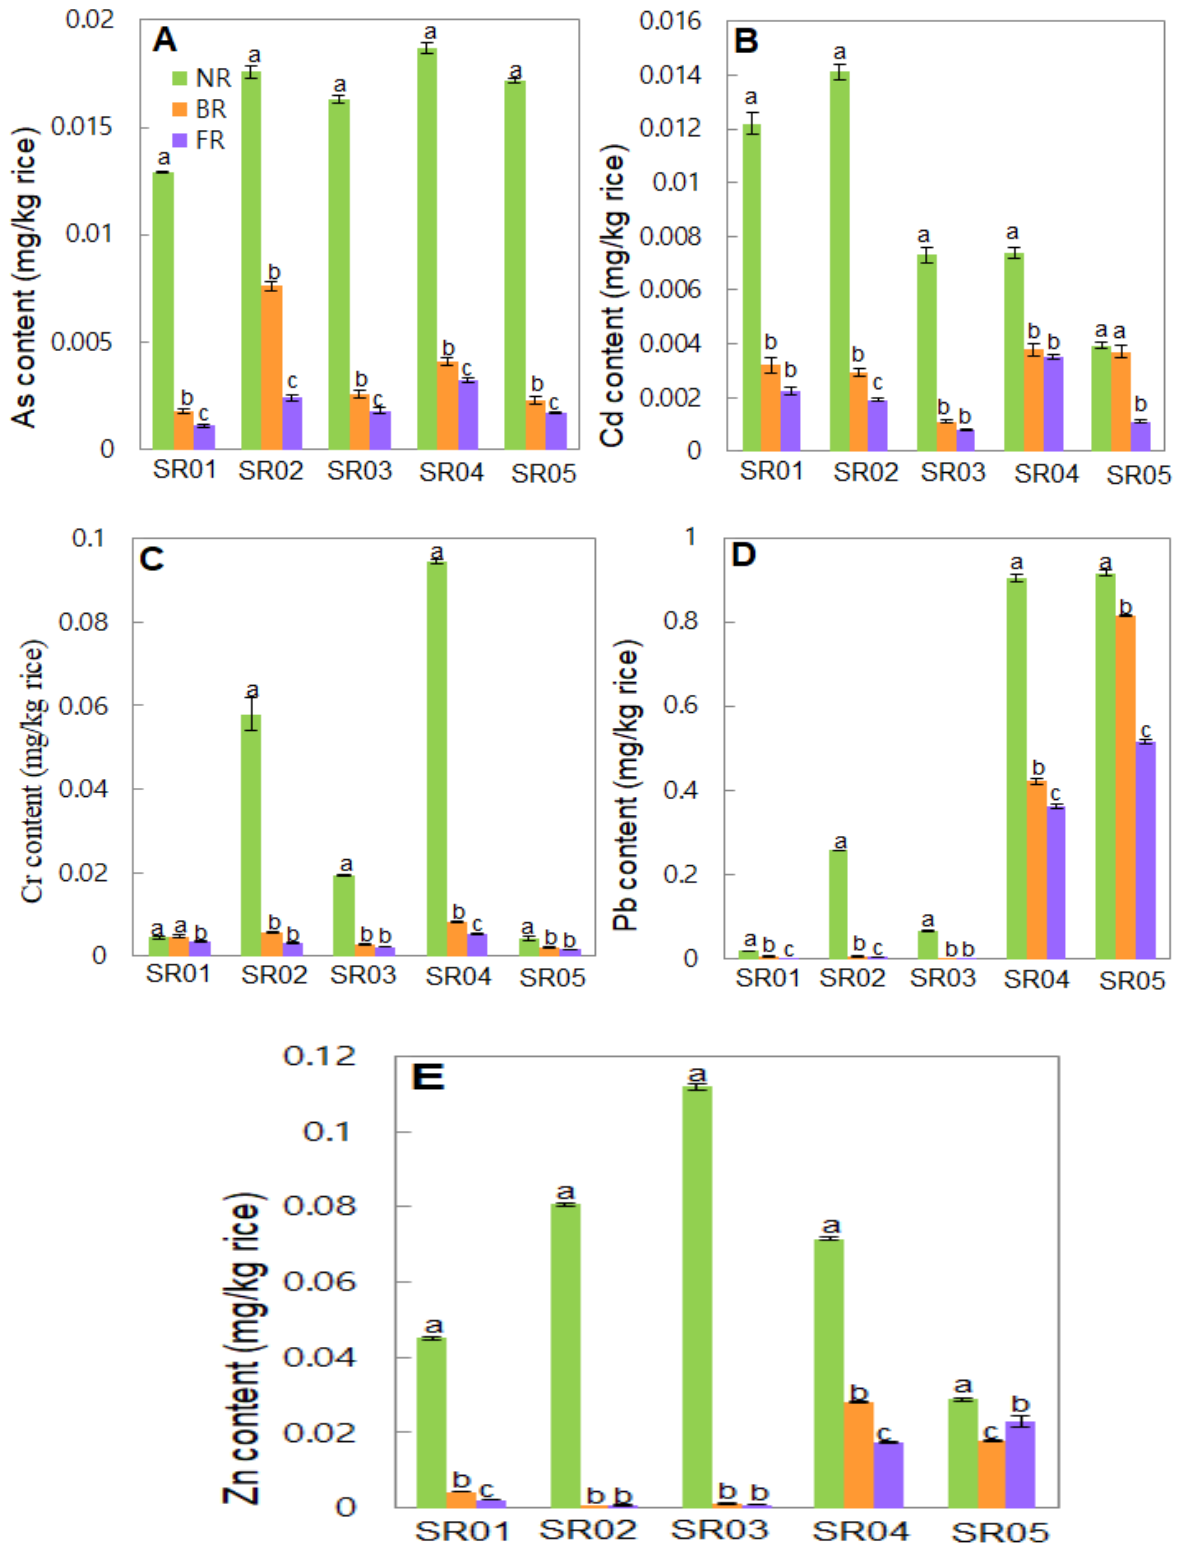 A
NR
BR
FR
As content (mg/kg rice)
0.02
0.015
0.01
0.005
0
a
b
c
a
b
c
a
b
c
a
b
c
a
b
c
SR01 SR02 SR03 SR04 SR05
B
Cd content (mg/kg rice)
0.016
0.014
0.012
0.01
0.008
0.006
0.004
0.002
0
a
b
b
a
b
c
a
b
b
a
b
b
a
a
b
SR01 SR02 SR03 SR04 SR05
C
Cr content (mg/kg rice)
0.1
0.08
0.06
0.04
0.02
0
a
a
b
a
b
b
a
b
b
a
b
c
a
b
b
SR01 SR02 SR03 SR04 SR05
D
Pb content (mg/kg rice)
1
0.8
0.6
0.4
0.2
0
a
b
c
a
b
c
a
b
b
a
b
c
a
b
c
SR01 SR02 SR03 SR04 SR05
E
Zn content (mg/kg rice)
0.12
0.1
0.08
0.06
0.04
0.02
0
a
b
c
a
b
b
a
b
b
a
b
c
a
c
b
SR01 SR02 SR03 SR04 SR05